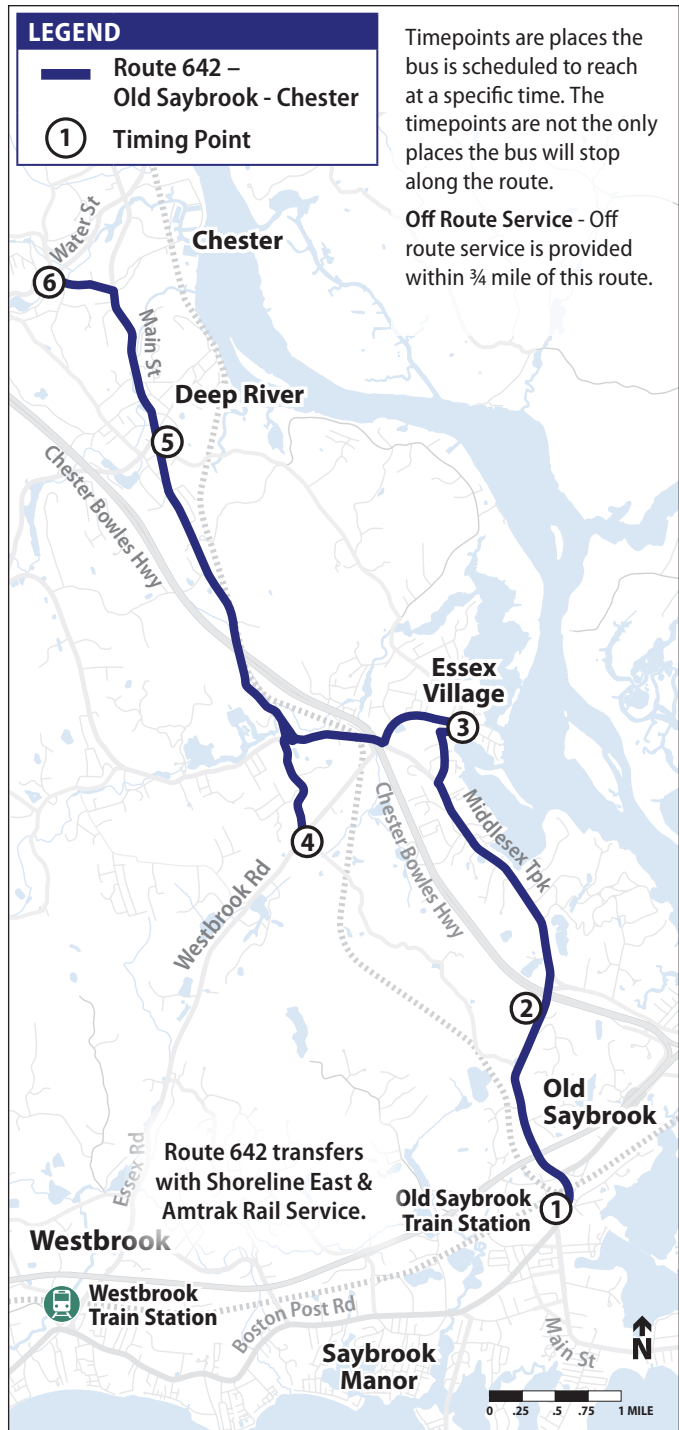 LEGEND
Route 642 –
Old Saybrook - Chester
1
Timing Point
Timepoints are places the
bus is scheduled to reach
at a specific time. The
timepoints are not the only
places the bus will stop
along the route.
Off Route Service - Off
route service is provided
within ¾ mile of this route.
Water St
Chester
6
Main St
Deep River
5
Chester Bowles Hwy
Essex
Village
3
Middlesex Tpk
Chester Bowles Hwy
4
Westbrook Rd
2
Old
Saybrook
Essex Rd
Route 642 transfers
with Shoreline East &
Amtrak Rail Service.
Old Saybrook
Train Station
1
Westbrook
Westbrook
Train Station
Boston Post Rd
Main St
Saybrook
Manor
N
0 .25 .5 .75 1 MILE